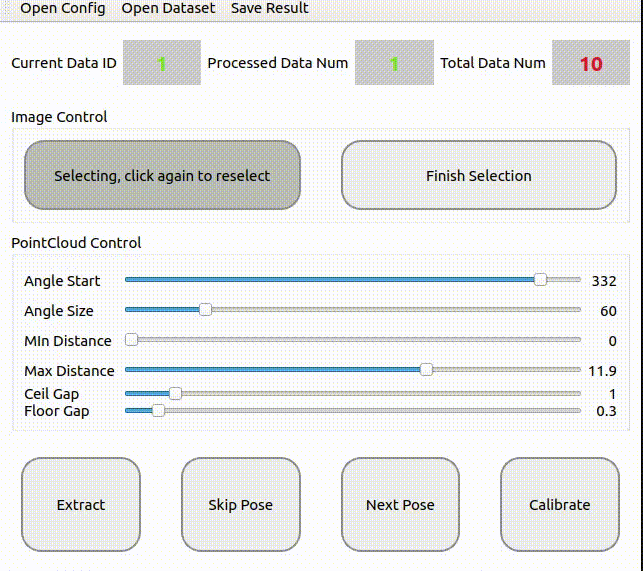 Open Config Open Dataset Save Result
Current Data ID 1 Processed Data Num 1 Total Data Num 10
Image Control
Selecting, click again to reselect Finish Selection
PointCloud Control
Angle Start 332
Angle Size 60
MIn Distance 0
Max Distance 11.9
Ceil Gap 1
Floor Gap 0.3
Extract Skip Pose Next Pose Calibrate